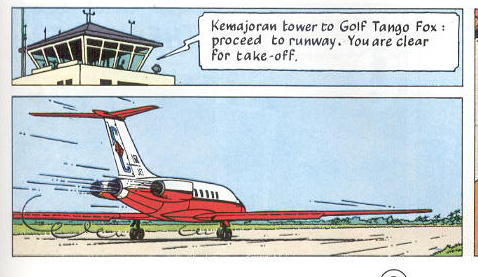 Kemajoran tower to Golf Tango Fox :
proceed to runway. You are clear
for take-off.